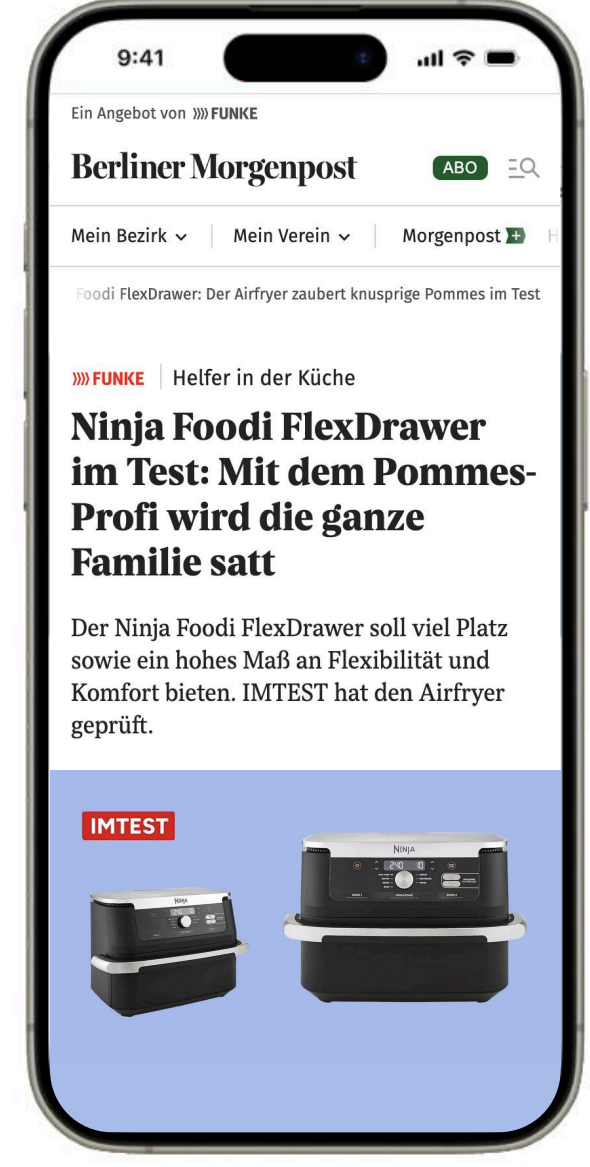 9:41
Ein Angebot von FUNKE
Berliner Morgenpost
ABO
Mein Bezirk
Mein Verein
Morgenpost +
H
Foodi FlexDrawer: Der Airfryer zaubert knusprige Pommes im Test
FUNKE
Helfer in der Küche
Ninja Foodi FlexDrawer
im Test: Mit dem Pommes-
Profi wird die ganze
Familie satt
Der Ninja Foodi FlexDrawer soll viel Platz
sowie ein hohes Maß an Flexibilität und
Komfort bieten. IMTEST hat den Airfryer
geprüft.
IMTEST
NINJA
240 10
NINJA